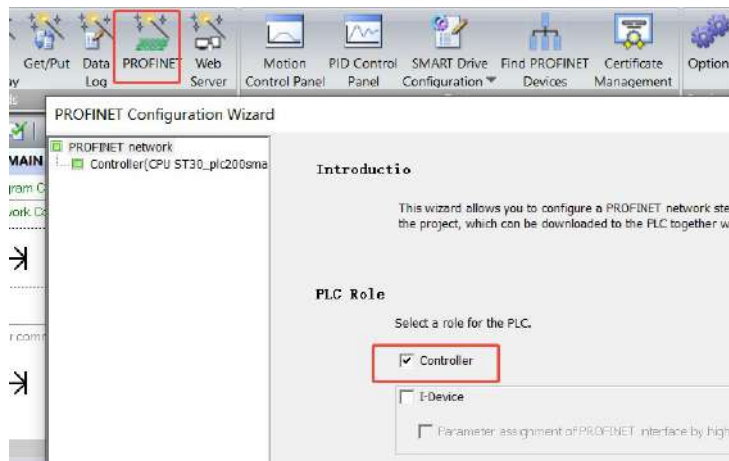 Get/Put Data Log PROFINET Web Server Motion Control Panel PID Control Panel SMART Drive Configuration Find PROFINET Devices Certificate Management Option
PROFINET Configuration Wizard
PROFINET network
Controller(CPU ST30_plc200sma
MAIN
Introductio
This wizard allows you to configure a PROFINET network ste
the project, which can be downloaded to the PLC together w
PLC Role
Select a role for the PLC.
Controller
I-Device
Parameter assignment of PROFINET interface by high